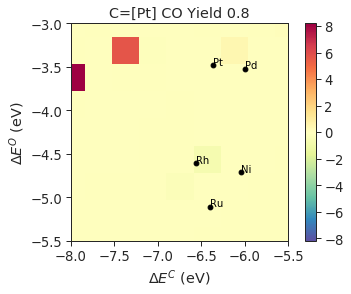 C=[Pt] CO Yield 0.8
−3.0
−3.5
−4.0
−4.5
−5.0
−5.5
ΔE^O (eV)
Pt
Pd
Rh
Ni
Ru
−8.0 −7.5 −7.0 −6.5 −6.0 −5.5
ΔE^C (eV)
8
6
4
2
0
−2
−4
−6
−8